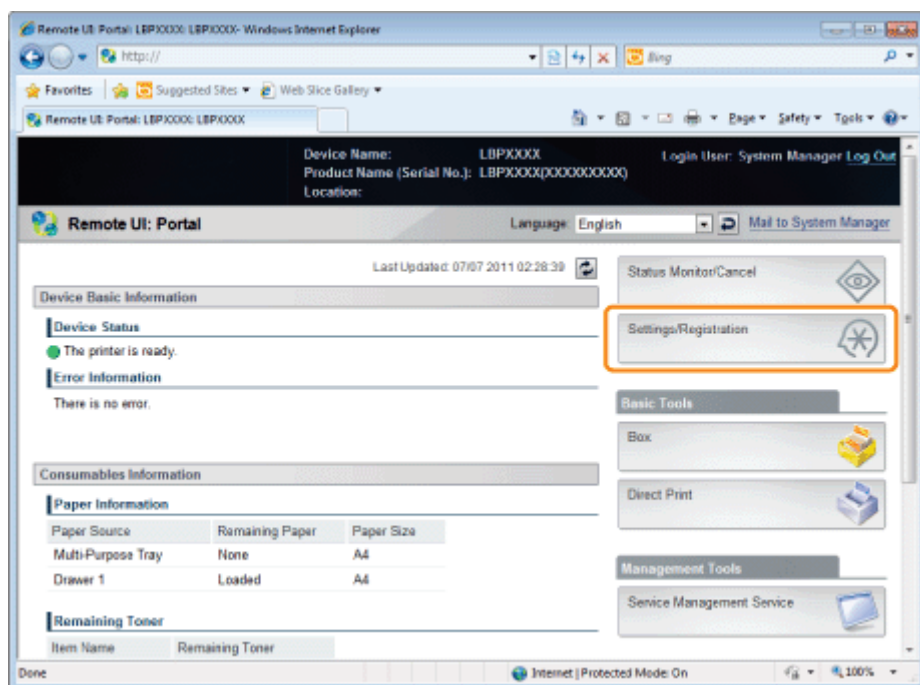 Remote UI: Portal: LBPXXXX: LBPXXXX- Windows Internet Explorer
http://
Bing
Favorites Suggested Sites Web Slice Gallery
Remote UI: Portal: LBPXXXX: LBPXXXX
Page Safety Tools
Device Name: LBPXXXX
Login User: System Manager Log Out
Product Name (Serial No.): LBPXXXX(XXXXXXXXX)
Location:
Remote UI: Portal
Language: English
Mail to System Manager
Last Updated: 07/07 2011 02:28:39
Status Monitor/Cancel
Device Basic Information
Device Status
Settings/Registration
The printer is ready.
Error Information
There is no error.
Basic Tools
Box
Consumables Information
Paper Information
Direct Print
Paper Source Remaining Paper Paper Size
Multi-Purpose Tray None A4
Drawer 1 Loaded A4
Management Tools
Service Management Service
Remaining Toner
Item Name Remaining Toner
Done
Internet | Protected Mode: On
100%